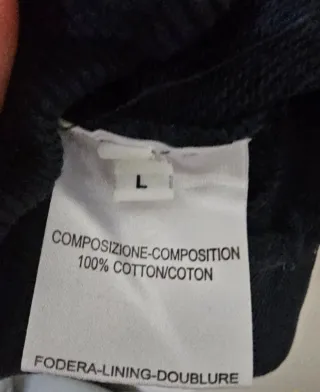 L
COMPOSIZIONE-COMPOSITION
100% COTTON/COTON
FODERA-LINING-DOUBLURE